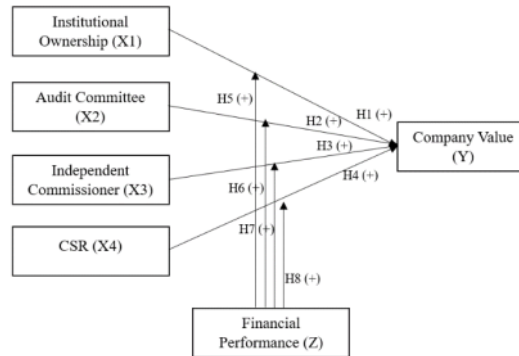 Institutional
Ownership (X1)
H5 (+)
H1 (+)
Audit Committee
(X2)
H2 (+)
Company Value
(Y)
H3 (+)
Independent
Commissioner (X3)
H4 (+)
H6 (+)
CSR (X4)
H7 (+)
H8 (+)
Financial
Performance (Z)